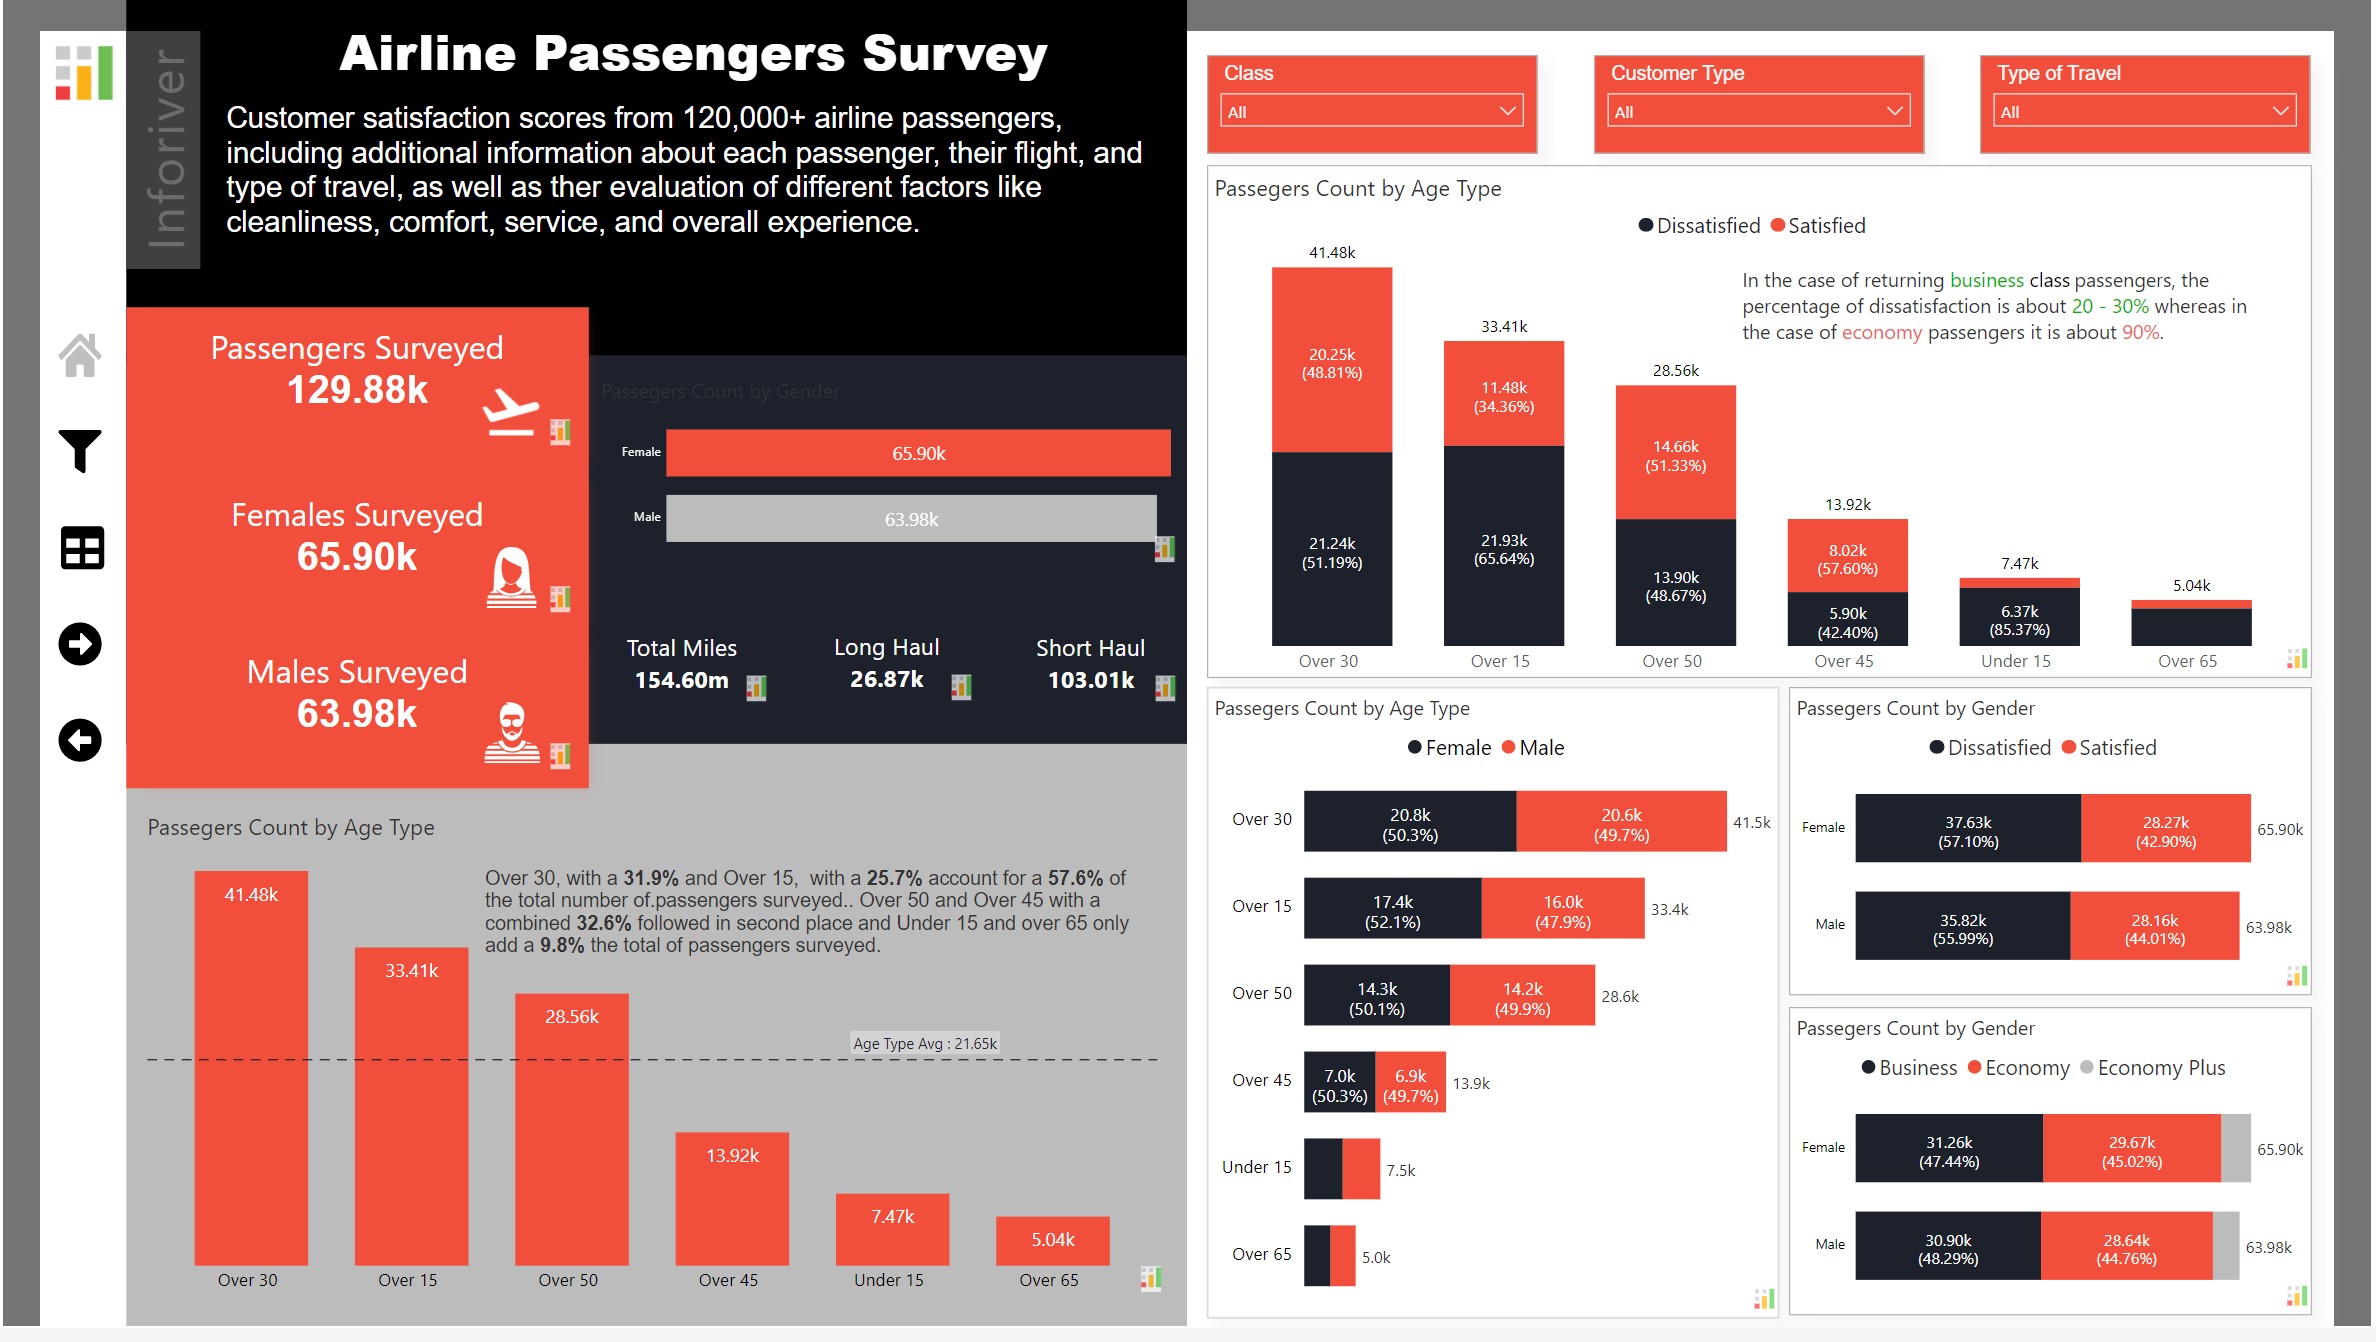 Inforiver
Airline Passengers Survey
Customer satisfaction scores from 120,000+ airline passengers,
including additional information about each passenger, their flight, and
type of travel, as well as ther evaluation of different factors like
cleanliness, comfort, service, and overall experience.
Passengers Surveyed
129.88k
Females Surveyed
65.90k
Males Surveyed
63.98k
Passegers Count by Gender
Female 65.90k
Male 63.98k
Total Miles Long Haul Short Haul
154.60m 26.87k 103.01k
Passegers Count by Age Type
Over 30, with a 31.9% and Over 15, with a 25.7% account for a 57.6% of
the total number of.passengers surveyed.. Over 50 and Over 45 with a
combined 32.6% followed in second place and Under 15 and over 65 only
add a 9.8% the total of passengers surveyed.
41.48k
33.41k
28.56k
Age Type Avg : 21.65k
13.92k
7.47k
5.04k
Over 30 Over 15 Over 50 Over 45 Under 15 Over 65
Class Customer Type Type of Travel
All All All
Passegers Count by Age Type
Dissatisfied Satisfied
In the case of returning business class passengers, the
percentage of dissatisfaction is about 20 - 30% whereas in
the case of economy passengers it is about 90%.
41.48k
20.25k
(48.81%)
21.24k
(51.19%)
33.41k
11.48k
(34.36%)
21.93k
(65.64%)
28.56k
14.66k
(51.33%)
13.90k
(48.67%)
13.92k
8.02k
(57.60%)
5.90k
(42.40%)
7.47k
6.37k
(85.37%)
5.04k
Over 30 Over 15 Over 50 Over 45 Under 15 Over 65
Passegers Count by Age Type
Female Male
Over 30 20.8k 20.6k 41.5k
(50.3%) (49.7%)
Over 15 17.4k 16.0k 33.4k
(52.1%) (47.9%)
Over 50 14.3k 14.2k 28.6k
(50.1%) (49.9%)
Over 45 7.0k 6.9k 13.9k
(50.3%) (49.7%)
Under 15 7.5k
Over 65 5.0k
Passegers Count by Gender
Dissatisfied Satisfied
Female 37.63k 28.27k 65.90k
(57.10%) (42.90%)
Male 35.82k 28.16k 63.98k
(55.99%) (44.01%)
Passegers Count by Gender
Business Economy Economy Plus
Female 31.26k 29.67k 65.90k
(47.44%) (45.02%)
Male 30.90k 28.64k 63.98k
(48.29%) (44.76%)